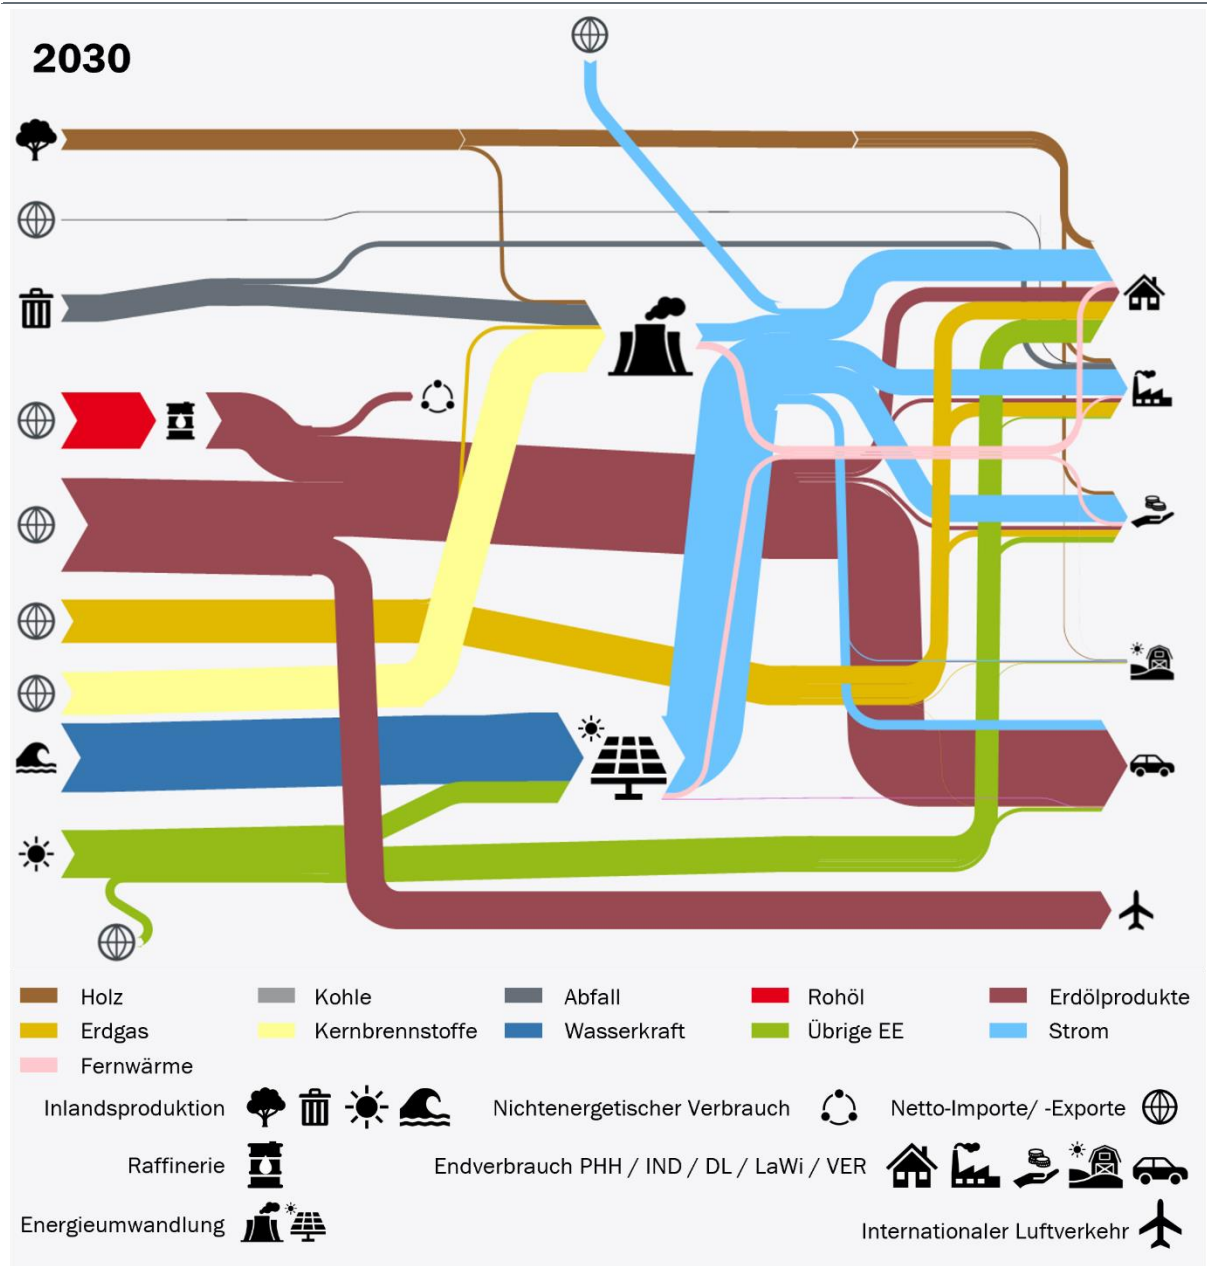 2030
Holz Kohle Abfall Rohöl Erdölprodukte
Erdgas Kernbrennstoffe Wasserkraft Übrige EE Strom
Fernwärme
Inlandsproduktion Nichtenergetischer Verbrauch Netto-Importe/ -Exporte
Raffinerie Endverbrauch PHH / IND / DL / LaWi / VER
Energieumwandlung Internationaler Luftverkehr